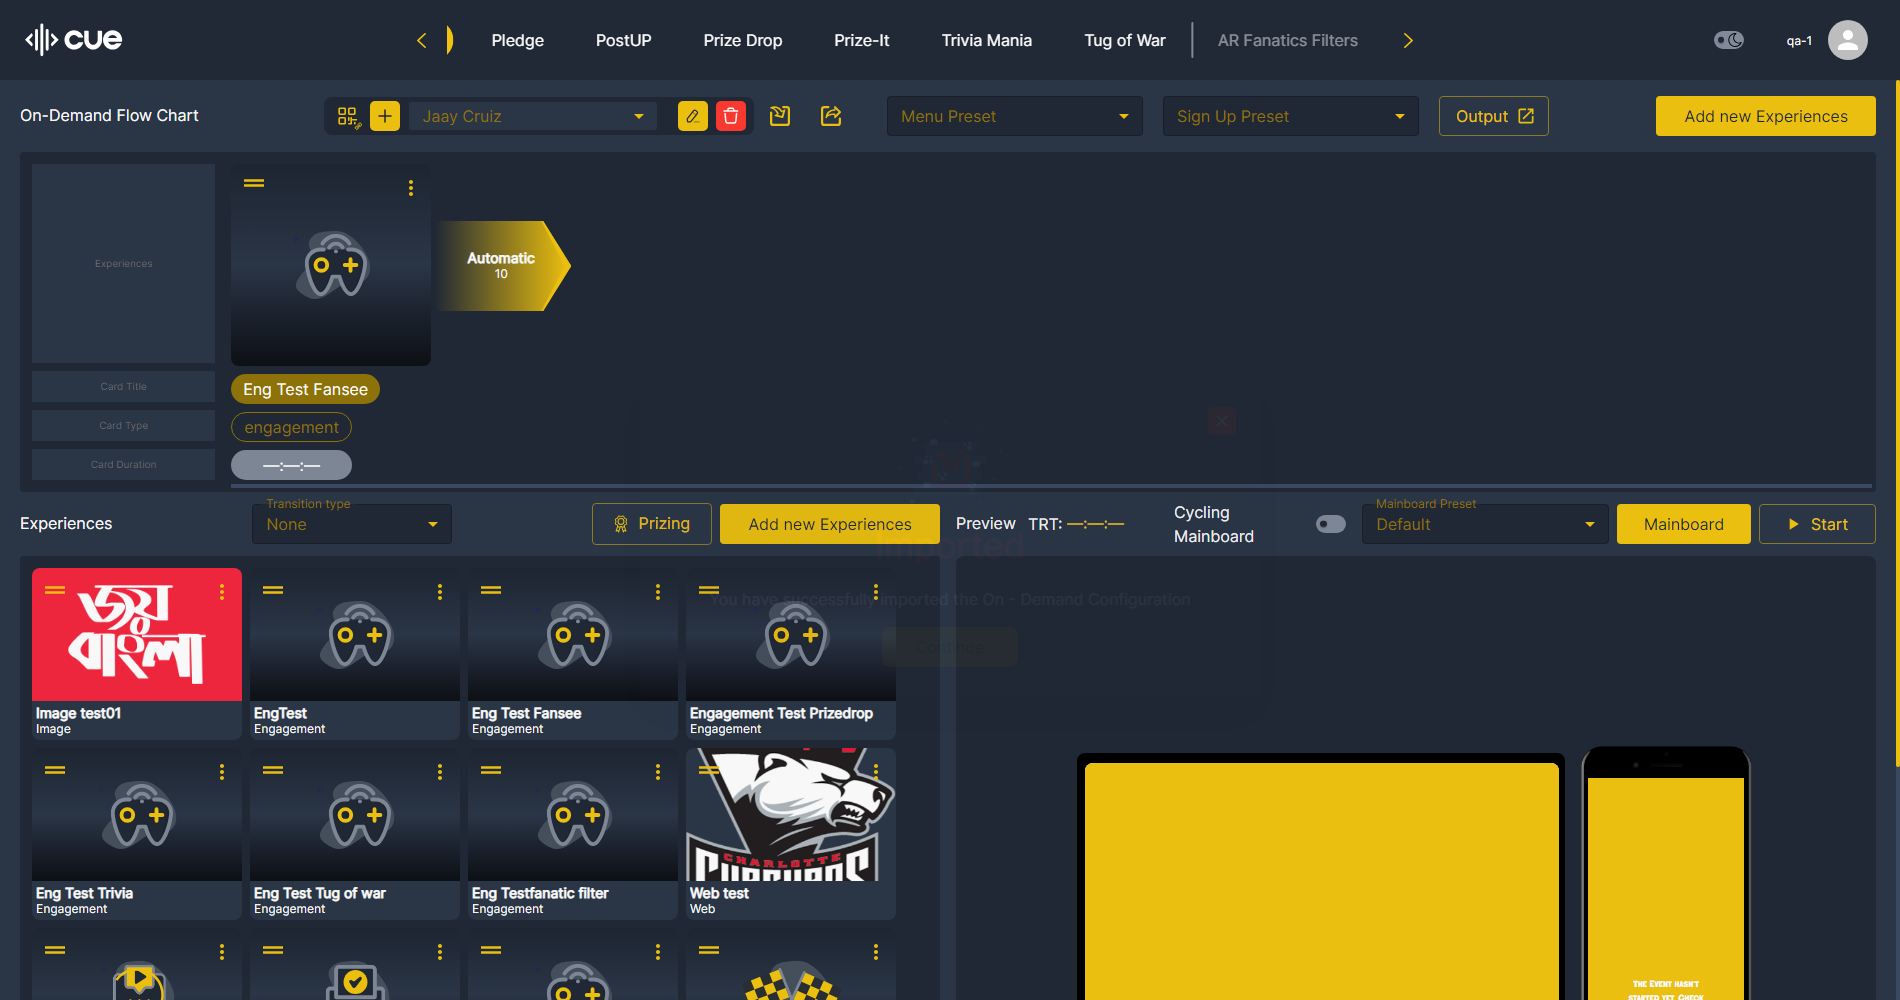 cue
Pledge
PostUP
Prize Drop
Prize-It
Trivia Mania
Tug of War
AR Fanatics Filters
qa-1
On-Demand Flow Chart
Jaay Cruiz
Menu Preset
Sign Up Preset
Output
Add new Experiences
Experiences
Automatic
10
Card Title
Eng Test Fansee
Card Type
engagement
Card Duration
—:—:—
Experiences
Transition type
None
Prizing
Add new Experiences
Preview TRT: —:—:—
Cycling
Mainboard
Mainboard Preset
Default
Mainboard
Start
Imported
You have successfully imported the On - Demand Configuration
Continue
জয়
বাংলা
Image test01
Image
EngTest
Engagement
Eng Test Fansee
Engagement
Engagement Test Prizedrop
Engagement
CHARLOTTE
Eng Test Trivia
Engagement
Eng Test Tug of war
Engagement
Eng Testfanatic filter
Engagement
Web test
Web
THE EVENT HASN'T
STARTED YET. CHECK